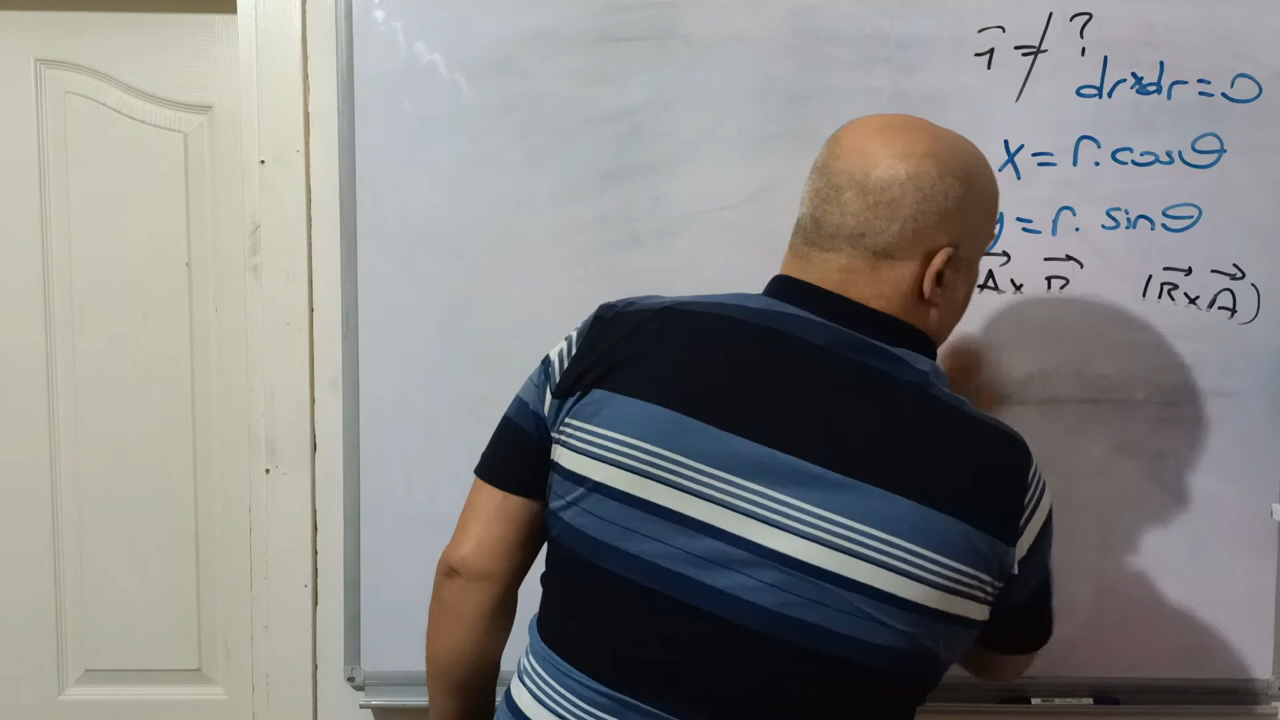 ?
dr×dr=0
x = r.cosθ
y = r. sinθ
A × B (B×A)